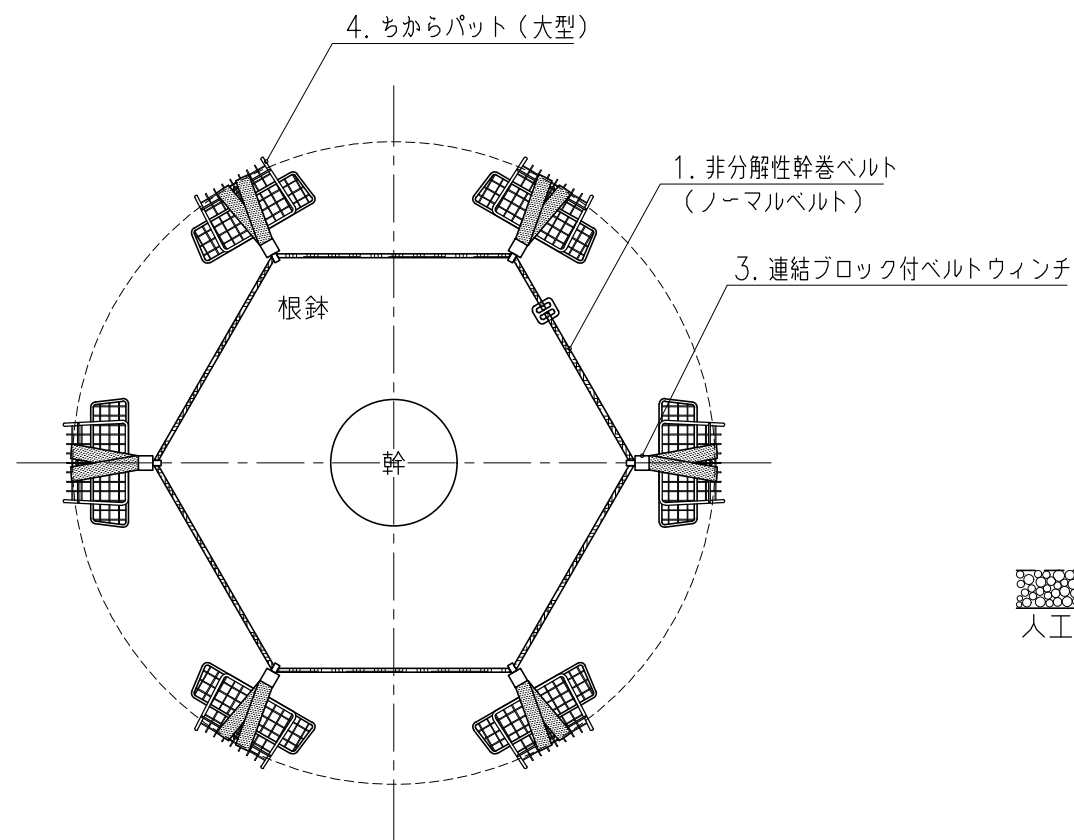 4. ちからパット（大型）
1. 非分解性幹巻ベルト
（ノーマルベルト）
3. 連結ブロック付ベルトウィンチ
根鉢
幹
人工